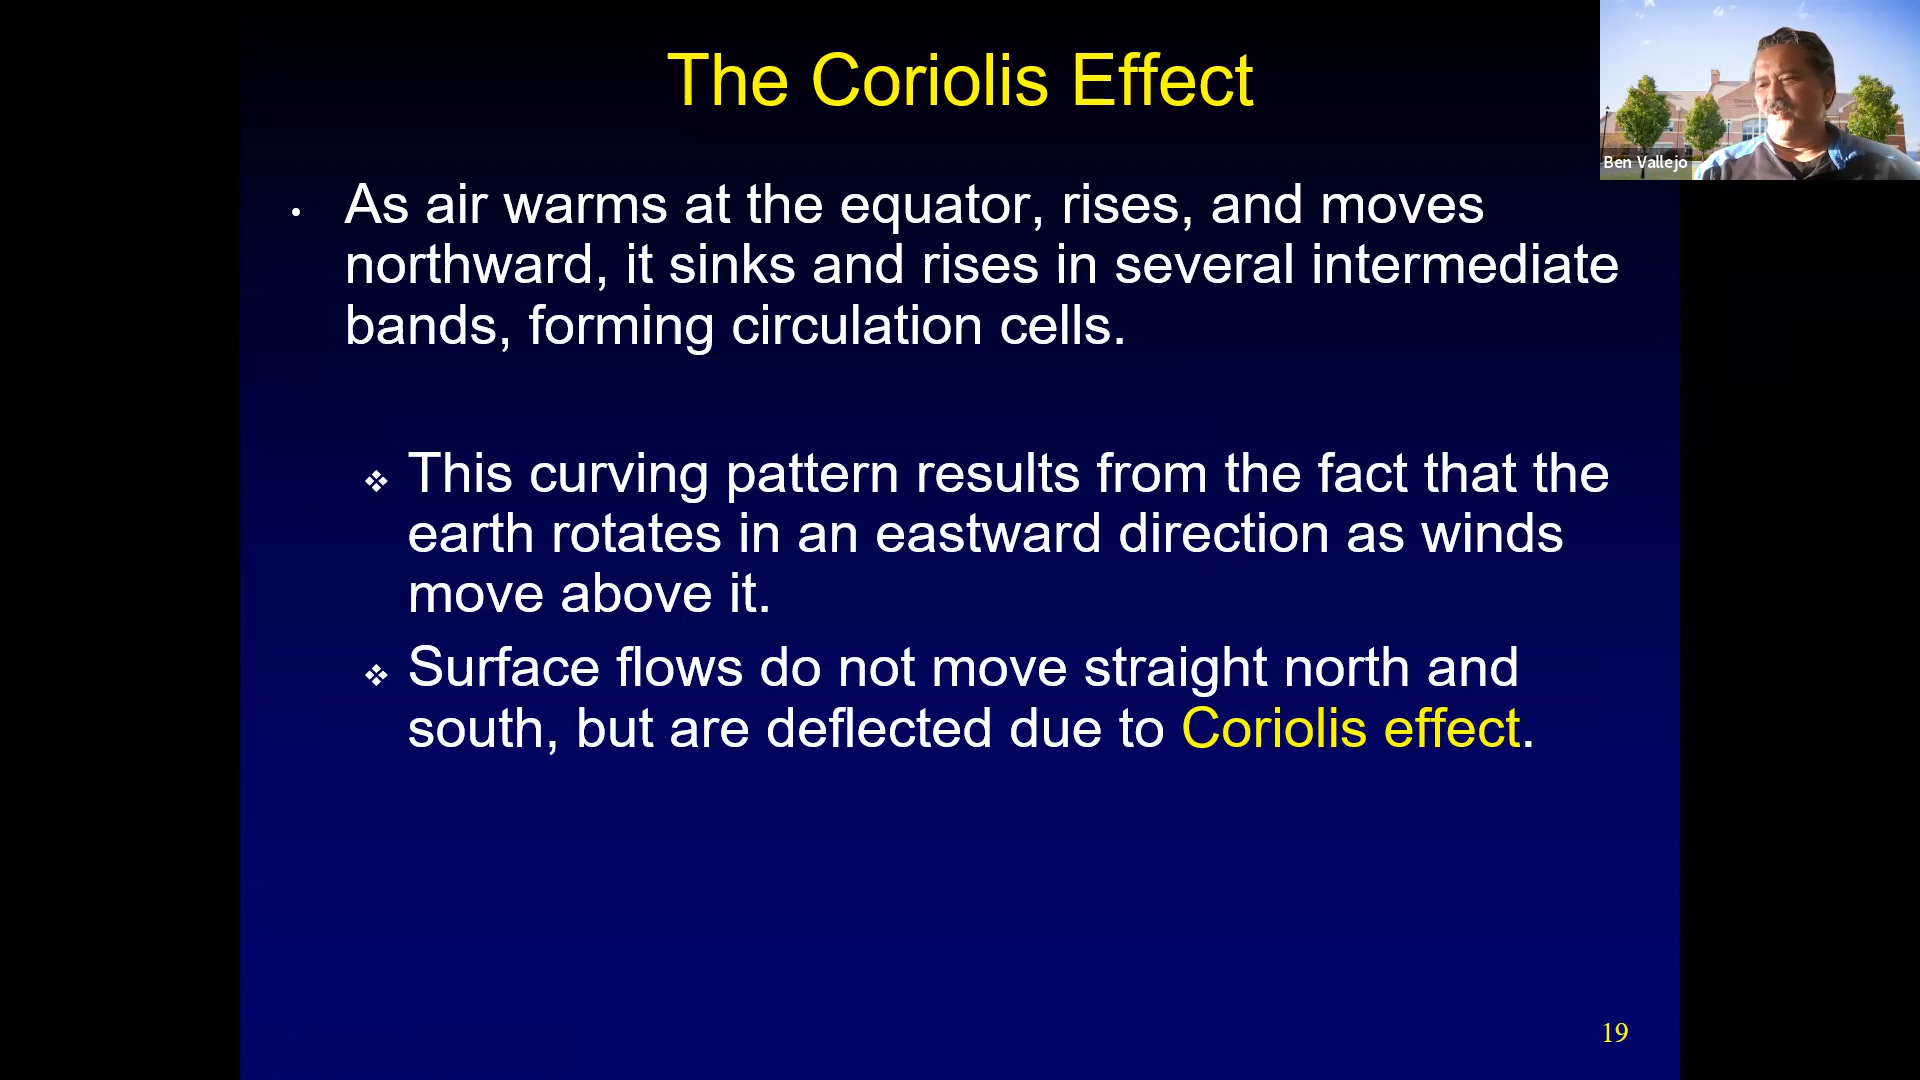 The Coriolis Effect
• As air warms at the equator, rises, and moves
northward, it sinks and rises in several intermediate
bands, forming circulation cells.
❖ This curving pattern results from the fact that the
earth rotates in an eastward direction as winds
move above it.
❖ Surface flows do not move straight north and
south, but are deflected due to Coriolis effect.
19
Ben Vallejo